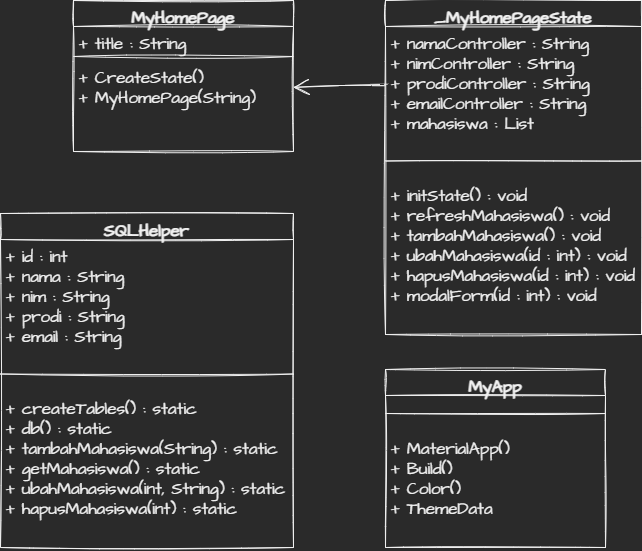 MyHomePage
+ title : String
+ CreateState()
+ MyHomePage(String)
_MyHomePageState
+ namaController : String
+ nimController : String
+ prodiController : String
+ emailController : String
+ mahasiswa : List
+ initState() : void
+ refreshMahasiswa() : void
+ tambahMahasiswa() : void
+ ubahMahasiswa(id : int) : void
+ hapusMahasiswa(id : int) : void
+ modalForm(id : int) : void
SQLHelper
+ id : int
+ nama : String
+ nim : String
+ prodi : String
+ email : String
+ createTables() : static
+ db() : static
+ tambahMahasiswa(String) : static
+ getMahasiswa() : static
+ ubahMahasiswa(int, String) : static
+ hapusMahasiswa(int) : static
MyApp
+ MaterialApp()
+ Build()
+ Color()
+ ThemeData